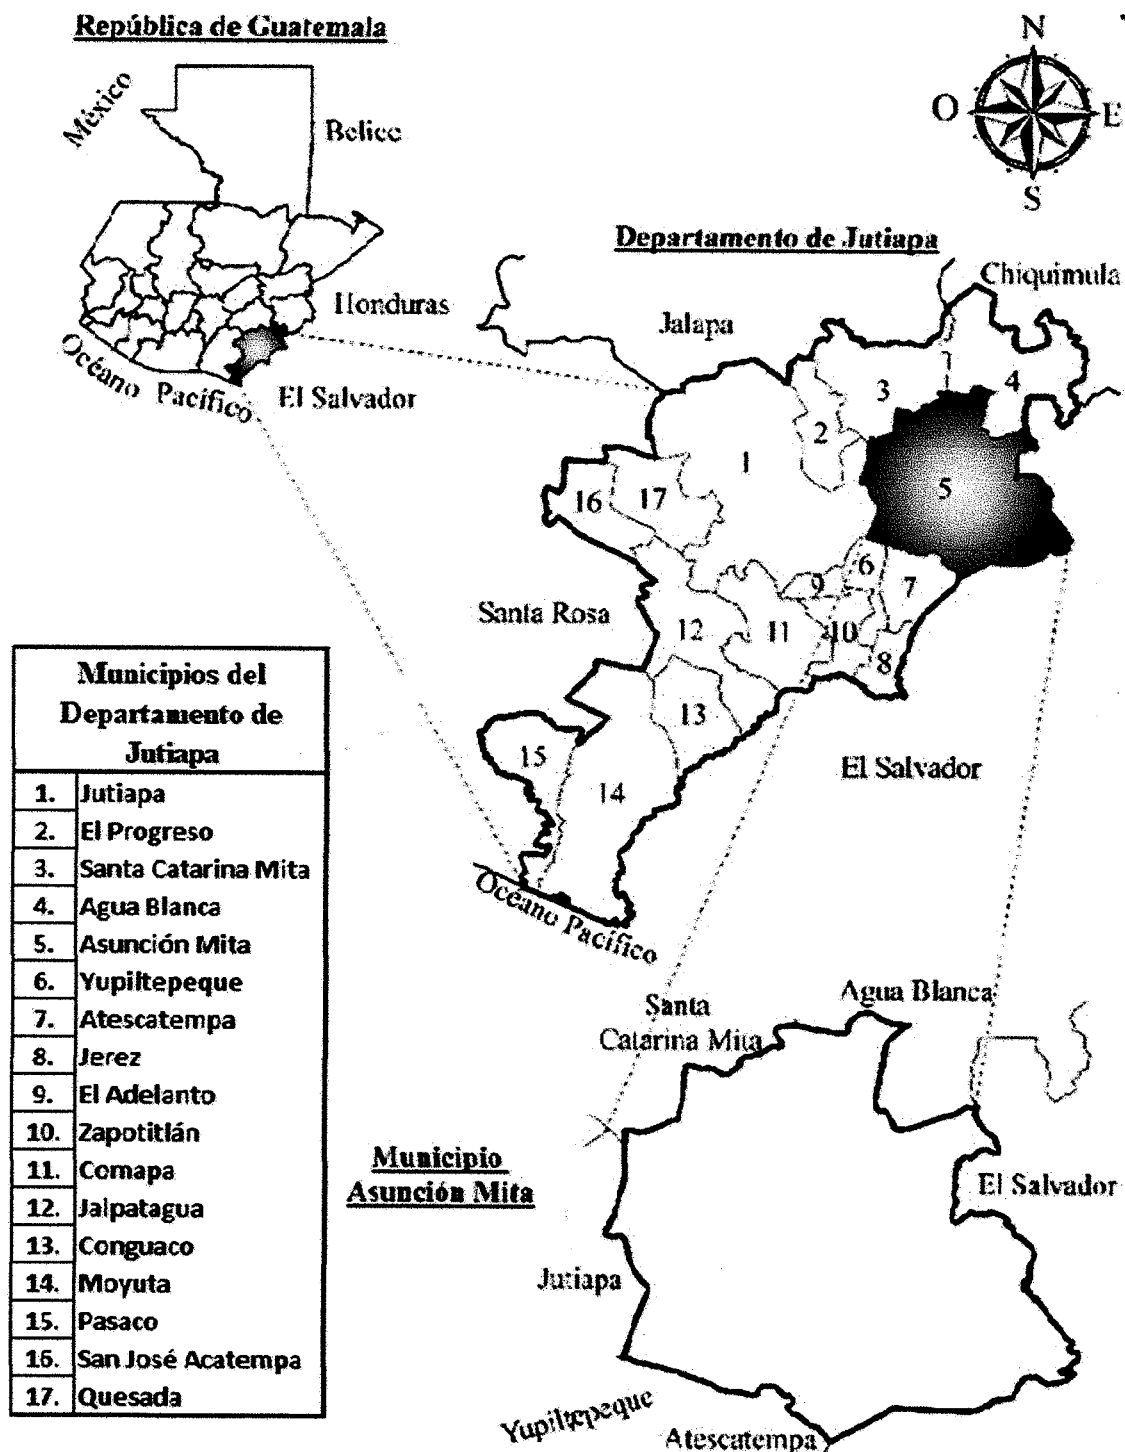 República de Guatemala
México
Belice
Honduras
Océano Pacífico
El Salvador
N
O
E
S
Departamento de Jutiapa
Chiquimula
Jalapa
3
4
2
1
5
16
17
6
9
7
Santa Rosa
12
11
10
8
13
15
14
El Salvador
Océano Pacífico
Municipios del
Departamento de
Jutiapa
1. Jutiapa
2. El Progreso
3. Santa Catarina Mita
4. Agua Blanca
5. Asunción Mita
6. Yupiltepeque
7. Atescatempa
8. Jerez
9. El Adelanto
10. Zapotitlán
11. Comapa
12. Jalpatagua
13. Conguaco
14. Moyuta
15. Pasaco
16. San José Acatempa
17. Quesada
Santa
Catarina Mita
Agua Blanca
Municipio
Asunción Mita
El Salvador
Jutiapa
Yupiltepeque
Atescatempa